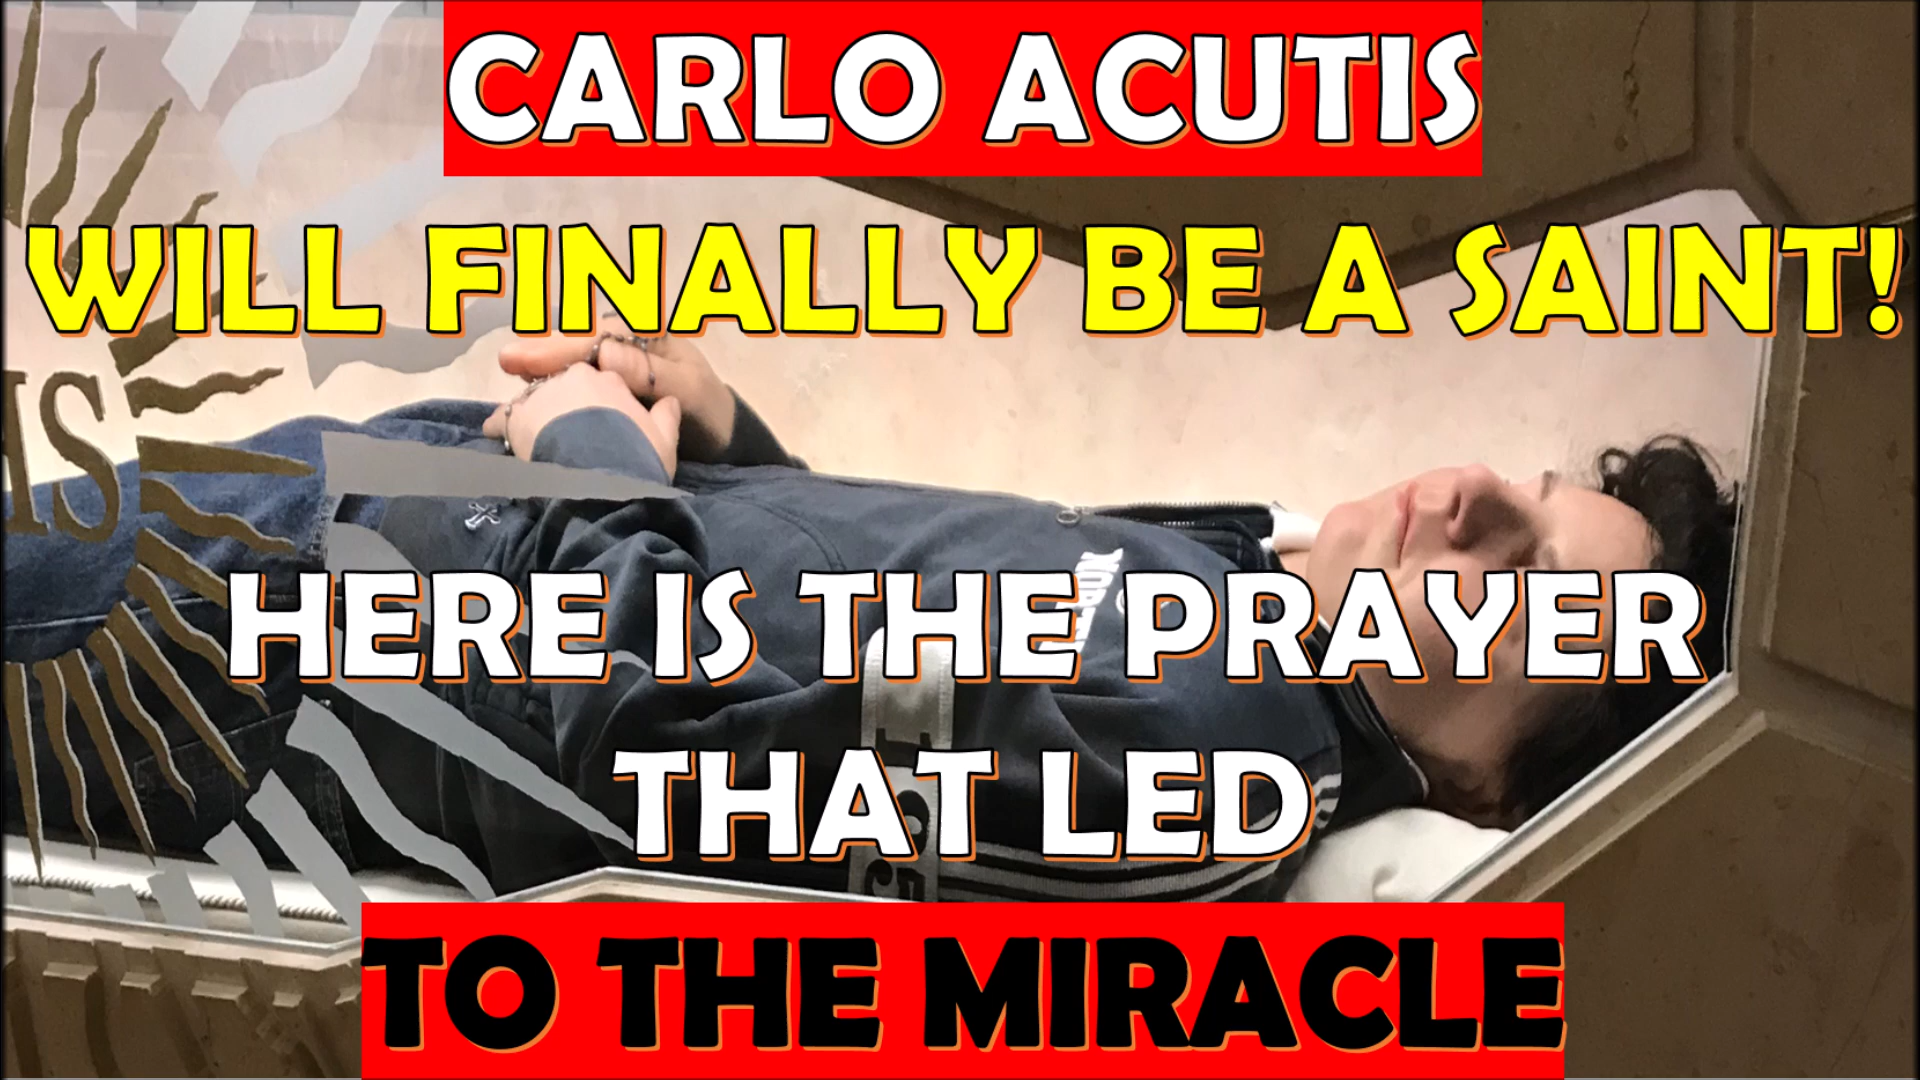 CARLO ACUTIS
WILL FINALLY BE A SAINT!
HERE IS THE PRAYER
THAT LED
TO THE MIRACLE